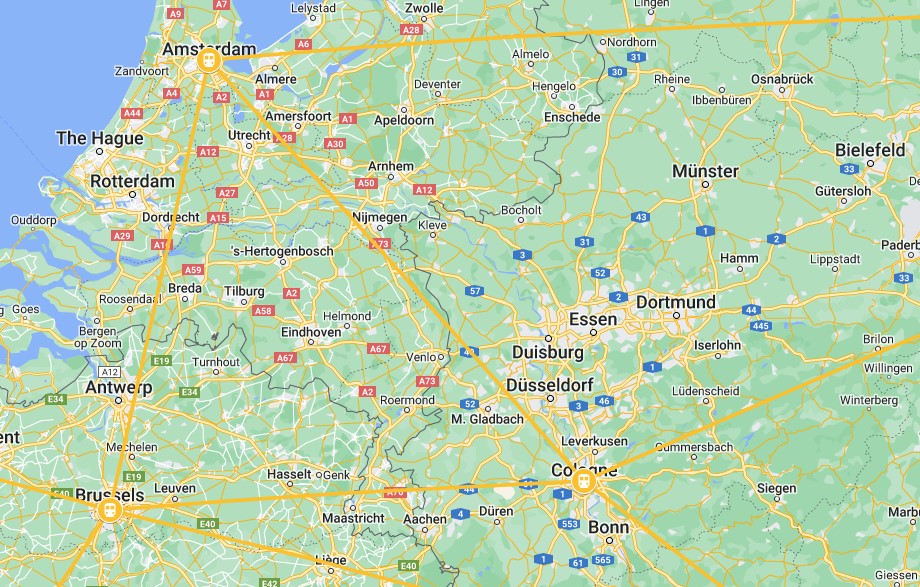 A7
Lelystad
Zwolle
Lingen
A9
A28
Amsterdam
A6
Nordhorn
Almelo
31
Zandvoort
Almere
30
Rheine
Osnabrück
Deventer
Hengelo
A4
A2
A1
Ibbenbüren
A44
Amersfoort
A1
Apeldoorn
Enschede
The Hague
Utrecht
A28
A30
Bielefeld
A12
Arnhem
33
Münster
Rotterdam
A50
A12
A27
Gütersloh
Ouddorp
Dordrecht
A15
Nijmegen
Bocholt
43
Kleve
1
A29
A16
A73
31
2
's-Hertogenbosch
3
Paderb
Hamm
Lippstadt
A59
52
33
Breda
Tilburg
A2
57
2
Roosendaal
Dortmund
Goes
A58
Helmond
44
Essen
445
Bergen
op Zoom
Eindhoven
Brilon
Iserlohn
A67
Venlo
40
Duisburg
E19
Turnhout
A67
1
Willingen
A12
Antwerp
A73
Düsseldorf
E34
E34
A2
Lüdenscheid
Roermond
52
3
46
Winterberg
M. Gladbach
ent
Mechelen
Leverkusen
Gummersbach
E19
Hasselt
Genk
Cologne
E40
Brussels
Leuven
A76
44
1
Siegen
Maastricht
Aachen
4
Düren
Marbu
E40
553
Bonn
Liège
E40
1
61
565
E42
Giessen